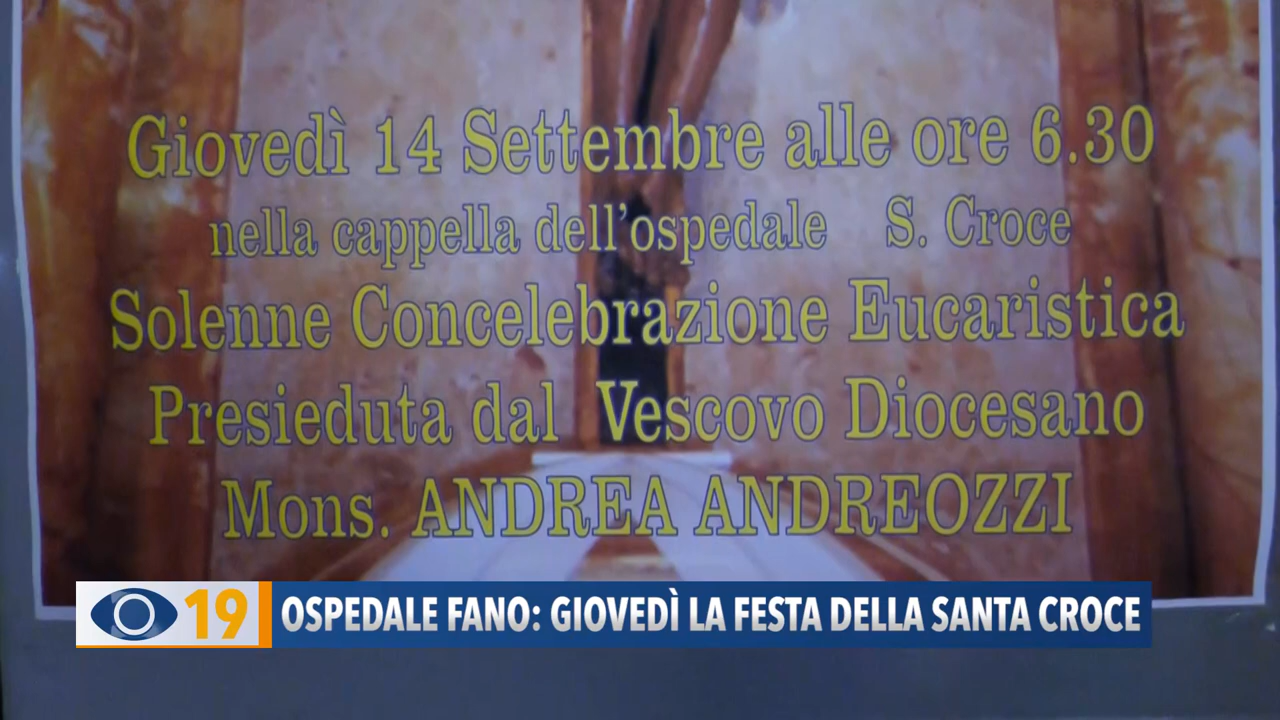 Giovedì 14 Settembre alle ore 6.30
nella cappella dell'ospedale S. Croce
Solenne Concelebrazione Eucaristica
Presieduta dal Vescovo Diocesano
Mons. ANDREA ANDREOZZI
19 OSPEDALE FANO: GIOVEDÌ LA FESTA DELLA SANTA CROCE